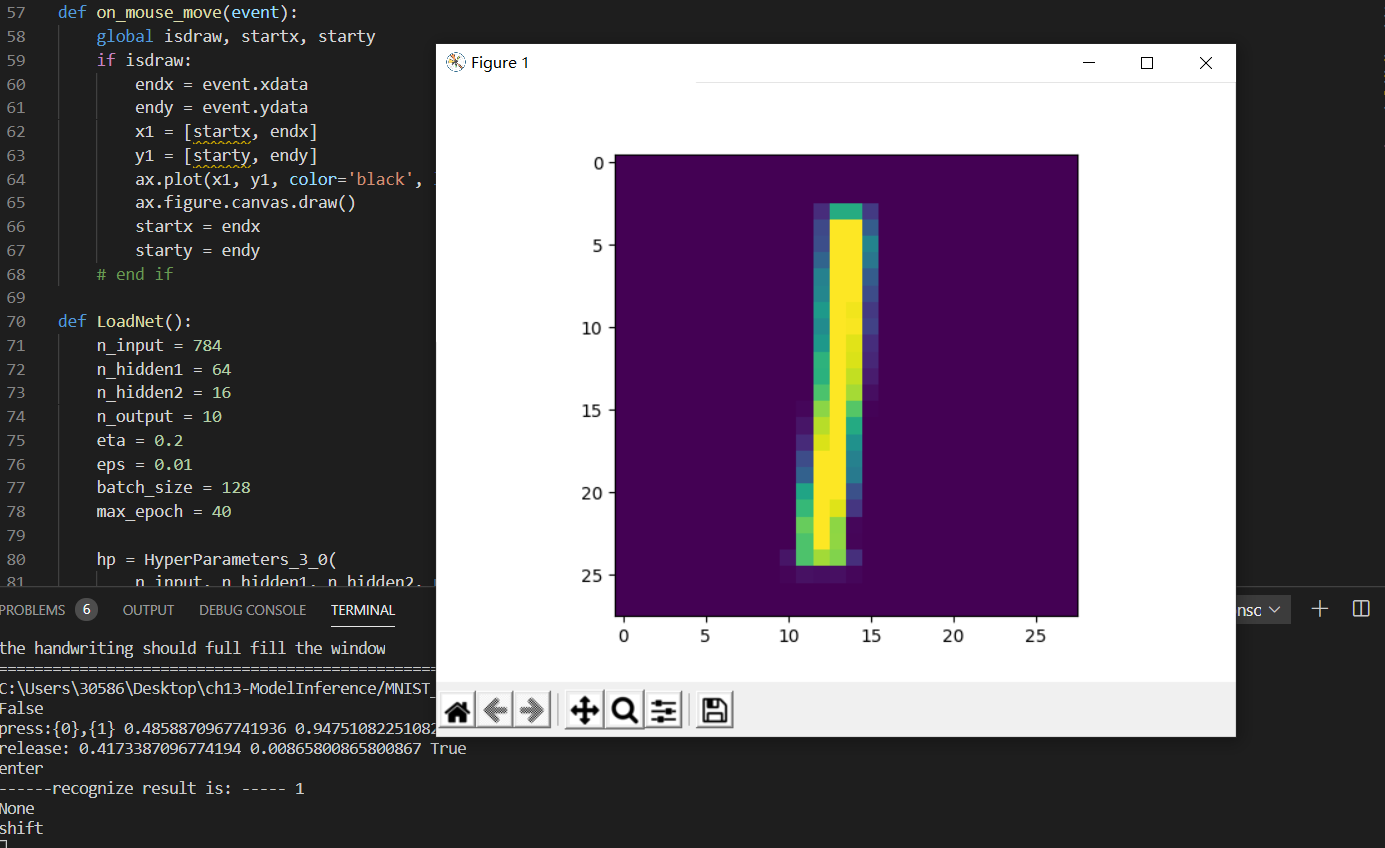 57 def on_mouse_move(event):
58 global isdraw, startx, starty
59 if isdraw:
60 endx = event.xdata
61 endy = event.ydata
62 x1 = [startx, endx]
63 y1 = [starty, endy]
64 ax.plot(x1, y1, color='black',
65 ax.figure.canvas.draw()
66 startx = endx
67 starty = endy
68 # end if
69
70 def LoadNet():
71 n_input = 784
72 n_hidden1 = 64
73 n_hidden2 = 16
74 n_output = 10
75 eta = 0.2
76 eps = 0.01
77 batch_size = 128
78 max_epoch = 40
79
80 hp = HyperParameters_3_0(
81 n_input, n_hidden1, n_hidden2,
Figure 1
0
5
10
15
20
25
0 5 10 15 20 25
PROBLEMS 6 OUTPUT DEBUG CONSOLE TERMINAL
the handwriting should full fill the window
==================================================
C:\Users\30586\Desktop\ch13-ModelInference/MNIST_
False
press:{0},{1} 0.4858870967741936 0.94751082251082
release: 0.4173387096774194 0.00865800865800867 True
enter
------recognize result is: ----- 1
None
shift